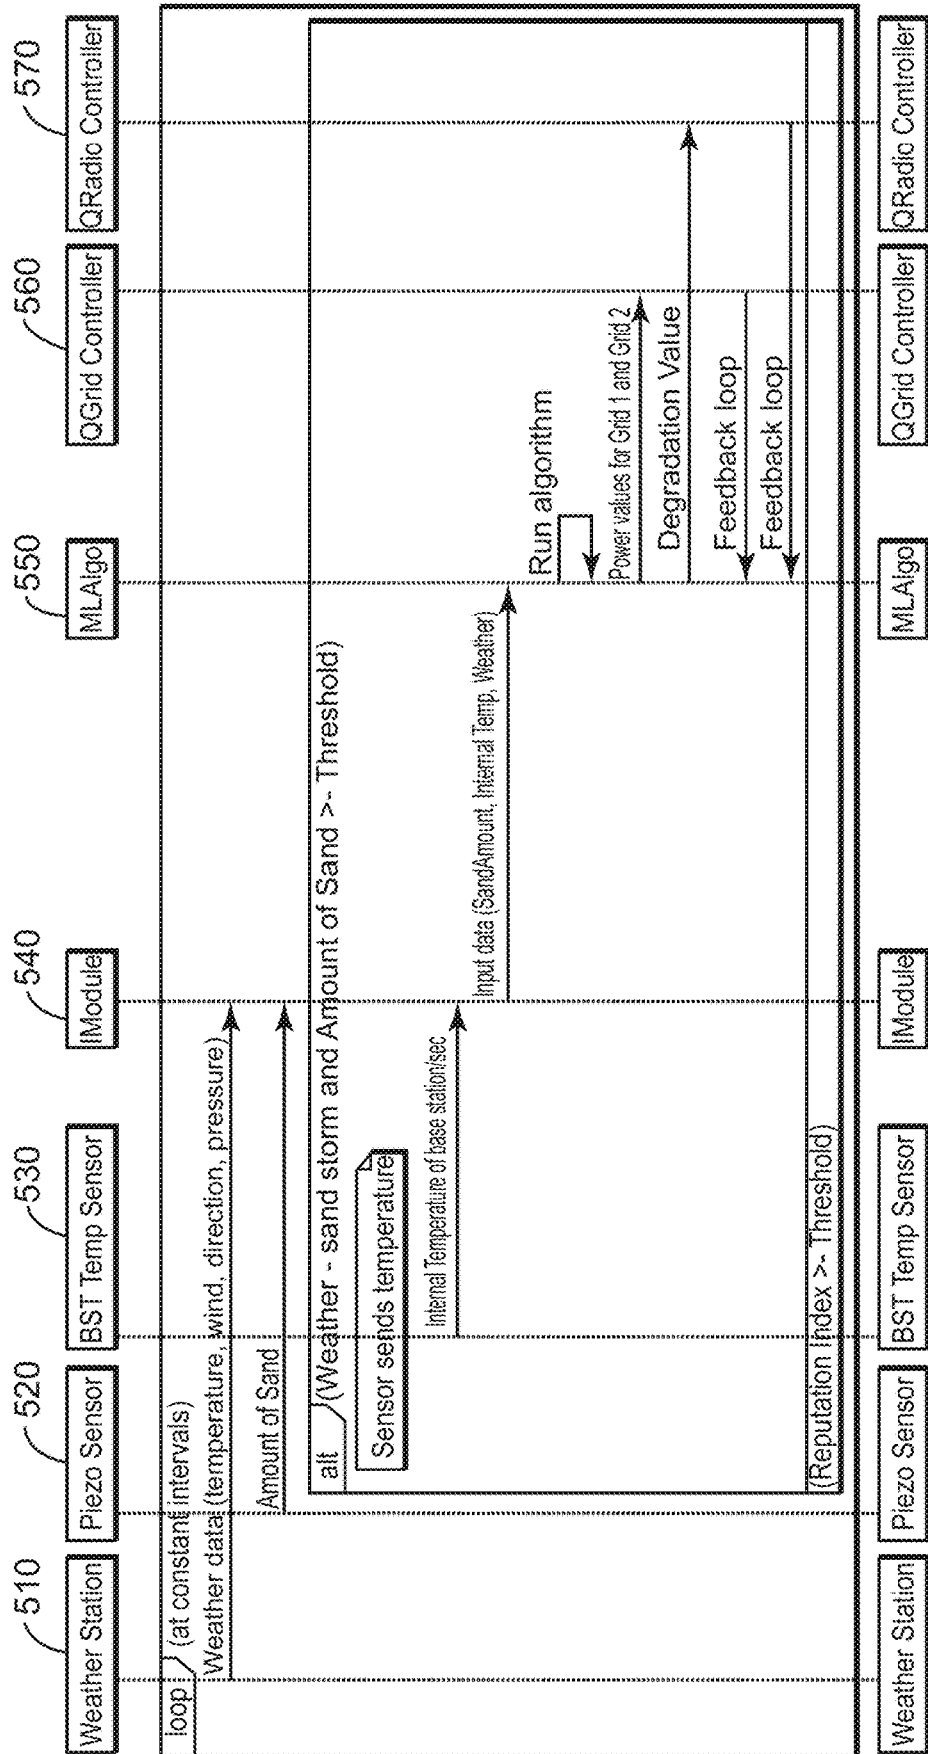 510
520
530
540
550
560
570
Weather Station
Piezo Sensor
BST Temp Sensor
IModule
MLAlgo
QGrid Controller
QRadio Controller
loop
(at constant intervals)
Weather data (temperature, wind, direction, pressure)
Amount of Sand
alt
(Weather - sand storm and Amount of Sand >- Threshold)
Sensor sends temperature
Internal Temperature of base station/sec
Input data (SandAmount, Internal Temp, Weather)
Run algorithm
Power values for Grid 1 and Grid 2
Degradation Value
Feedback loop
Feedback loop
(Reputation Index >- Threshold)
Weather Station
Piezo Sensor
BST Temp Sensor
IModule
MLAlgo
QGrid Controller
QRadio Controller